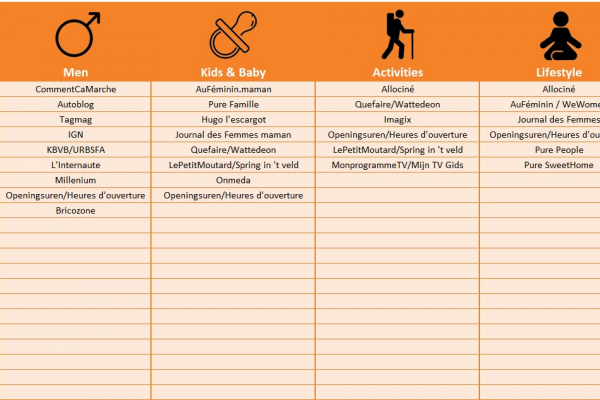 Men Kids & Baby Activities Lifestyle
CommentCaMarche AuFéminin.maman Allociné Allociné
Autoblog Pure Famille Quefaire/Wattedeon AuFéminin / WeWome
Tagmag Hugo l'escargot Imagix Journal des Femmes
IGN Journal des Femmes maman Openingsuren/Heures d'ouverture Openingsuren/Heures d'ou
KBVB/URBSFA Quefaire/Wattedeon LePetitMoutard/Spring in 't veld Pure People
L'Internaute LePetitMoutard/Spring in 't veld MonprogrammeTV/Mijn TV Gids Pure SweetHome
Millenium Onmeda
Openingsuren/Heures d'ouverture Openingsuren/Heures d'ouverture
Bricozone